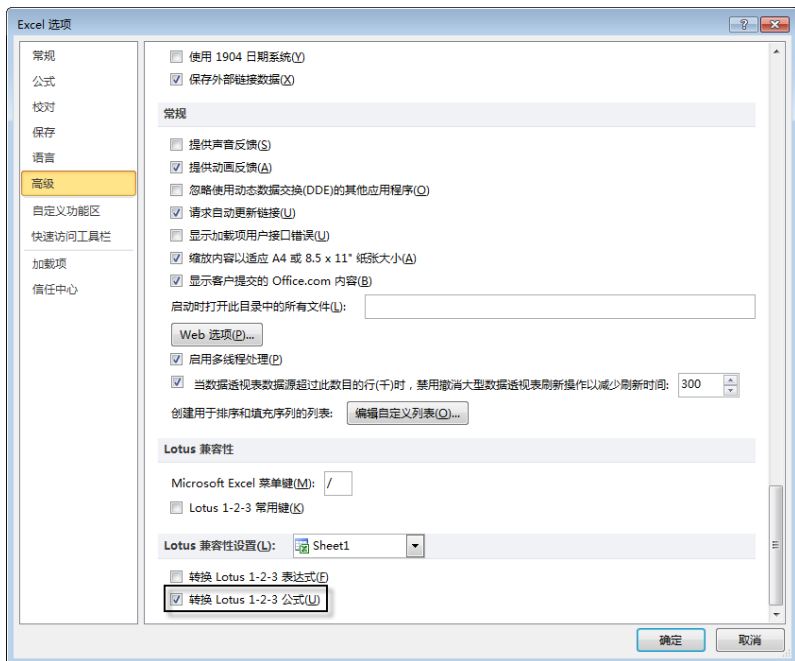 Excel 选项
常规
公式
校对
保存
语言
高级
自定义功能区
快速访问工具栏
加载项
信任中心
使用 1904 日期系统(Y)
保存外部链接数据(X)
常规
提供声音反馈(S)
提供动画反馈(A)
忽略使用动态数据交换(DDE)的其他应用程序(O)
请求自动更新链接(U)
显示加载项用户接口错误(U)
缩放内容以适应 A4 或 8.5 x 11" 纸张大小(A)
显示客户提交的 Office.com 内容(B)
启动时打开此目录中的所有文件(L):
Web 选项(P)...
启用多线程处理(P)
当数据透视表数据源超过此数目的行(千)时，禁用撤消大型数据透视表刷新操作以减少刷新时间: 300
创建用于排序和填充序列的列表: 编辑自定义列表(O)...
Lotus 兼容性
Microsoft Excel 菜单键(M): /
Lotus 1-2-3 常用键(K)
Lotus 兼容性设置(L): Sheet1
转换 Lotus 1-2-3 表达式(F)
转换 Lotus 1-2-3 公式(U)
确定 取消